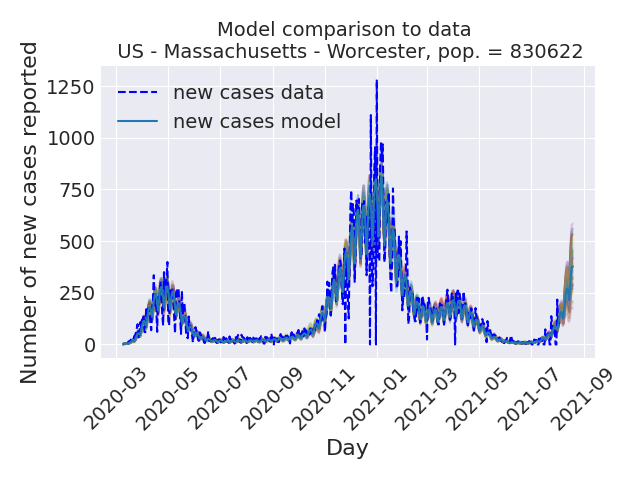 Model comparison to data
US - Massachusetts - Worcester, pop. = 830622
Number of new cases reported
1250
1000
750
500
250
0
new cases data
new cases model
2020-03
2020-05
2020-07
2020-09
2020-11
2021-01
2021-03
2021-05
2021-07
2021-09
Day